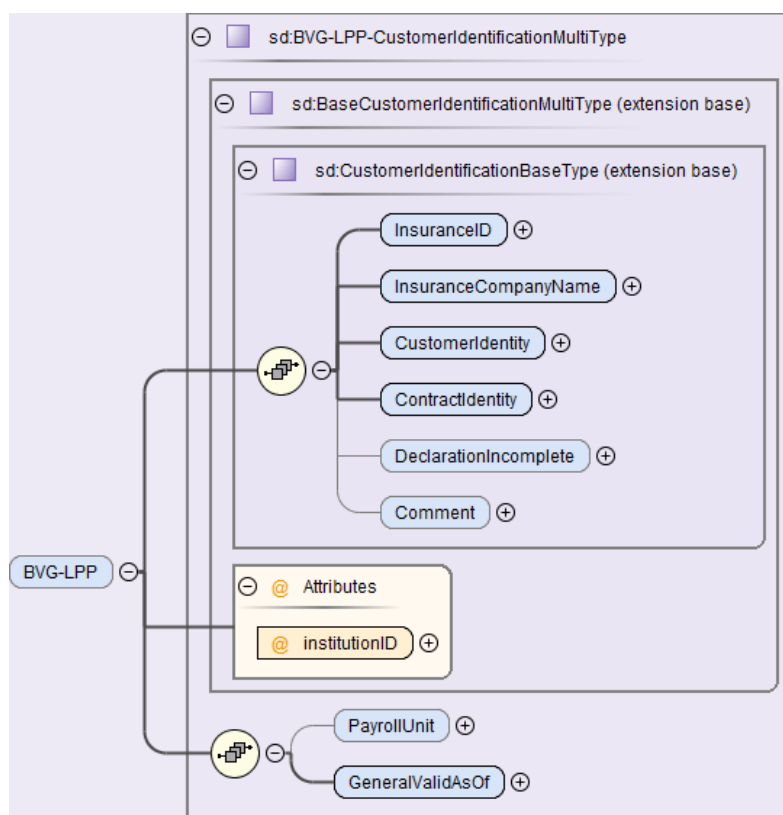 sd:BVG-LPP-CustomerIdentificationMultiType
sd:BaseCustomerIdentificationMultiType (extension base)
sd:CustomerIdentificationBaseType (extension base)
InsuranceID
InsuranceCompanyName
CustomerIdentity
ContractIdentity
DeclarationIncomplete
Comment
BVG-LPP
@ Attributes
@ institutionID
PayrollUnit
GeneralValidAsOf